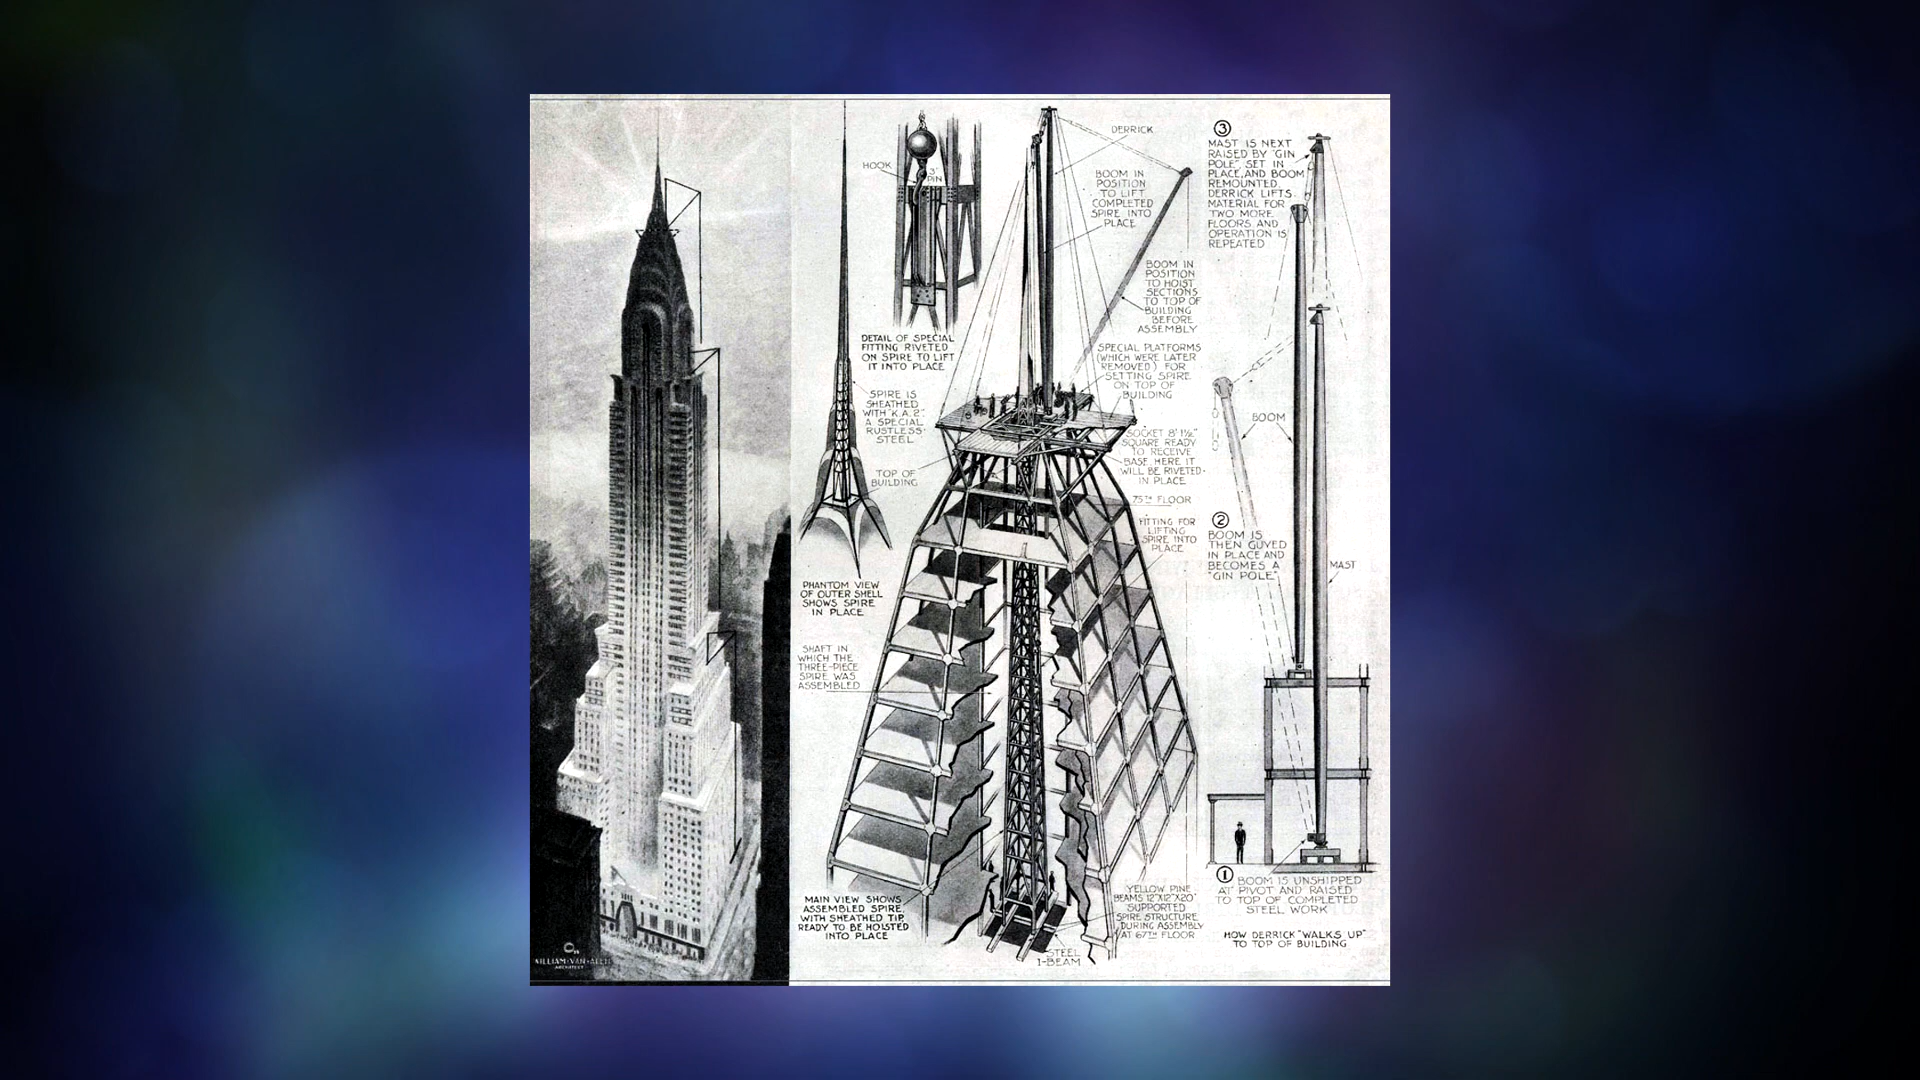 WILLIAM·VAN·ALEN
ARCHITECT
HOOK
3" PIN
DETAIL OF SPECIAL
FITTING RIVETED
ON SPIRE TO LIFT
IT INTO PLACE
SPIRE IS
SHEATHED
WITH "K.A.2."
A SPECIAL
RUSTLESS
STEEL
TOP OF
BUILDING
PHANTOM VIEW
OF OUTER SHELL
SHOWS SPIRE
IN PLACE
SHAFT IN
WHICH THE
THREE-PIECE
SPIRE WAS
ASSEMBLED
MAIN VIEW SHOWS
ASSEMBLED SPIRE,
WITH SHEATHED TIP,
READY TO BE HOISTED
INTO PLACE
DERRICK
BOOM IN
POSITION
TO LIFT
COMPLETED
SPIRE INTO
PLACE
BOOM IN
POSITION
TO HOIST
SECTIONS
TO TOP OF
BUILDING
BEFORE
ASSEMBLY
SPECIAL PLATFORMS
(WHICH WERE LATER
REMOVED) FOR
SETTING SPIRE
ON TOP OF
BUILDING
SOCKET 8'-1½"
SQUARE READY
TO RECEIVE
BASE. HERE IT
WILL BE RIVETED
IN PLACE
75TH FLOOR
FITTING FOR
LIFTING
SPIRE INTO
PLACE
YELLOW PINE
BEAMS 12"X12"X20'
SUPPORTED
SPIRE STRUCTURE
DURING ASSEMBLY
AT 67TH FLOOR
STEEL
I-BEAM
3
MAST IS NEXT
RAISED BY "GIN
POLE", SET IN
PLACE, AND BOOM
REMOUNTED.
DERRICK LIFTS
MATERIAL FOR
TWO MORE
FLOORS AND
OPERATION IS
REPEATED
BOOM
2
BOOM IS
THEN GUYED
IN PLACE AND
BECOMES A
"GIN POLE"
MAST
1 BOOM IS UNSHIPPED
AT PIVOT AND RAISED
TO TOP OF COMPLETED
STEEL WORK
HOW DERRICK "WALKS UP"
TO TOP OF BUILDING